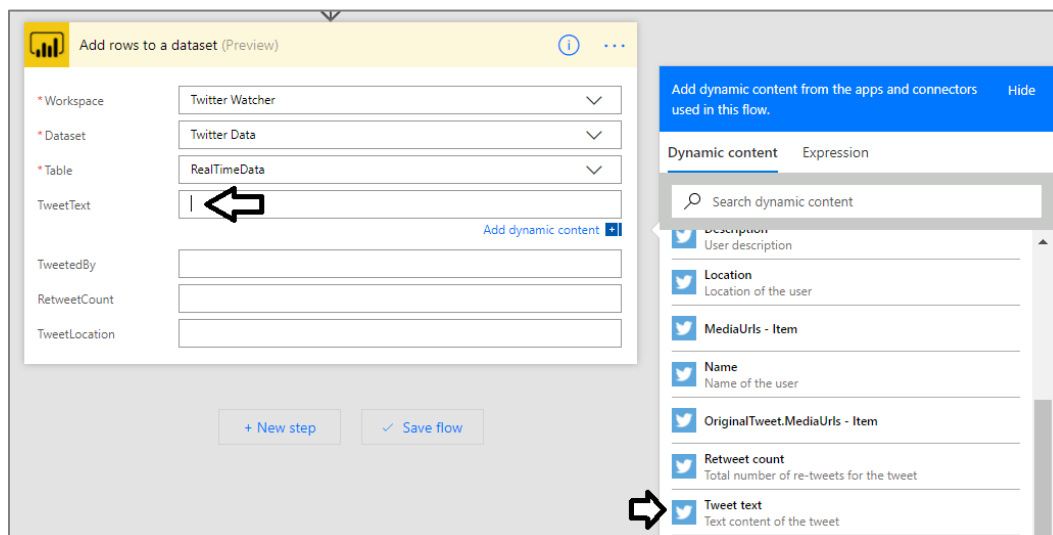 Add rows to a dataset (Preview)
* Workspace
Twitter Watcher
* Dataset
Twitter Data
* Table
RealTimeData
TweetText
Add dynamic content
TweetedBy
RetweetCount
TweetLocation
+ New step
Save flow
Add dynamic content from the apps and connectors
used in this flow.
Hide
Dynamic content
Expression
Search dynamic content
Description
User description
Location
Location of the user
MediaUrls - Item
Name
Name of the user
OriginalTweet.MediaUrls - Item
Retweet count
Total number of re-tweets for the tweet
Tweet text
Text content of the tweet